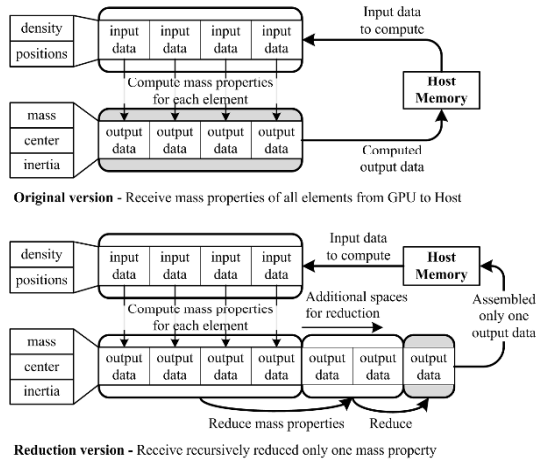 density
positions
input data
input data
input data
input data
Input data
to compute
Compute mass properties
for each element
Host
Memory
mass
center
inertia
output data
output data
output data
output data
Computed
output data
Original version - Receive mass properties of all elements from GPU to Host
density
positions
input data
input data
input data
input data
Input data
to compute
Host
Memory
Compute mass properties
for each element
Additional spaces
for reduction
Assembled
only one
output data
mass
center
inertia
output data
output data
output data
output data
output data
output data
output data
Reduce mass properties
Reduce
Reduction version - Receive recursively reduced only one mass property